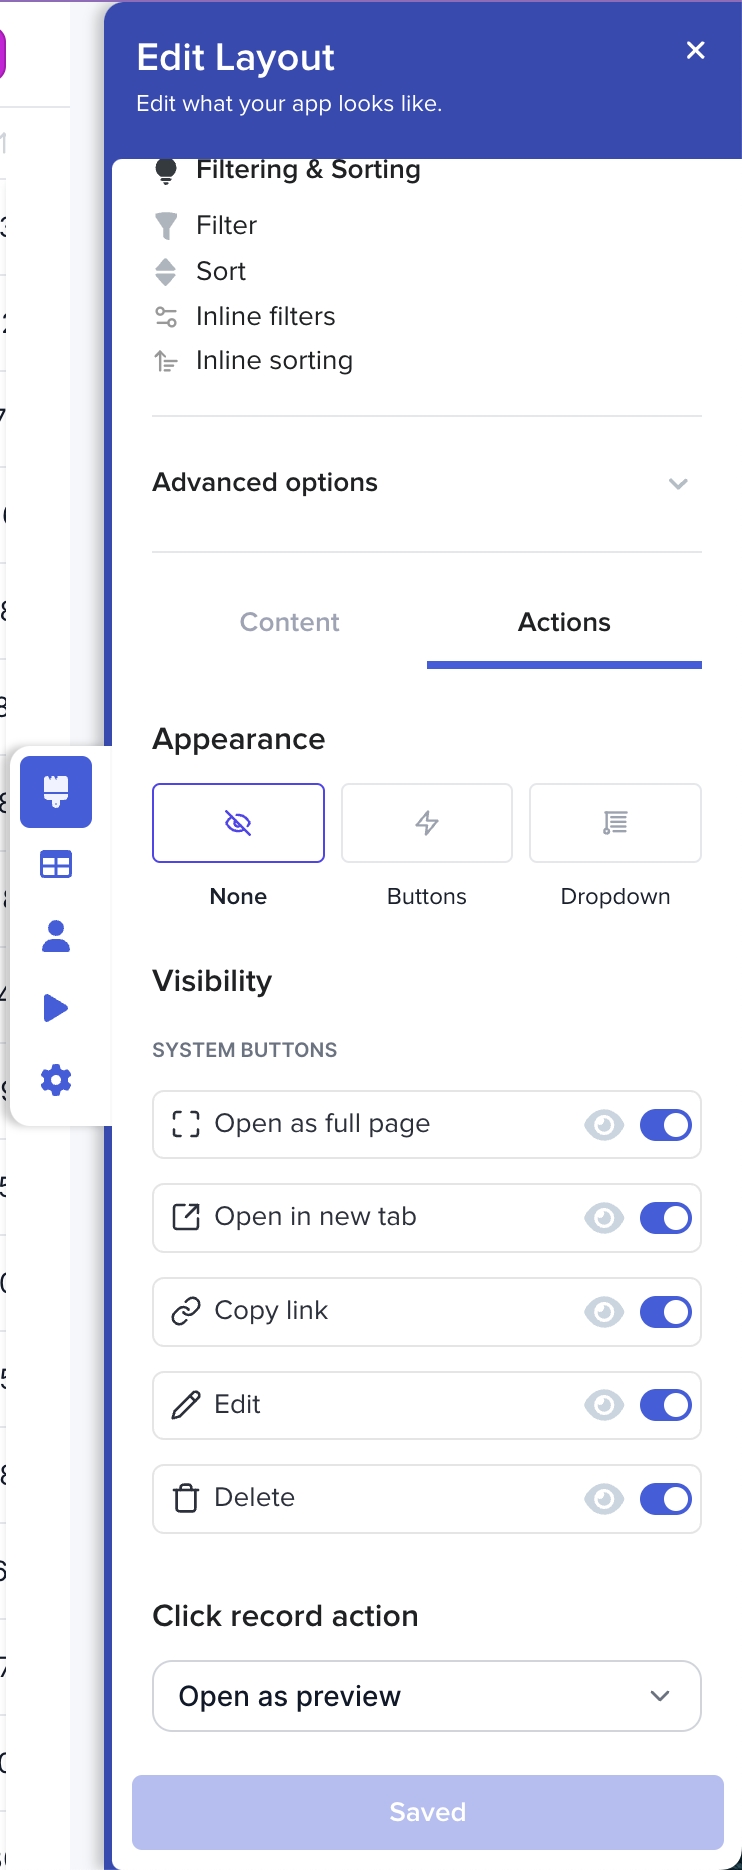 Edit Layout
Edit what your app looks like.
Filtering & Sorting
Filter
Sort
Inline filters
Inline sorting
Advanced options
Content Actions
Appearance
None Buttons Dropdown
Visibility
SYSTEM BUTTONS
Open as full page
Open in new tab
Copy link
Edit
Delete
Click record action
Open as preview
Saved